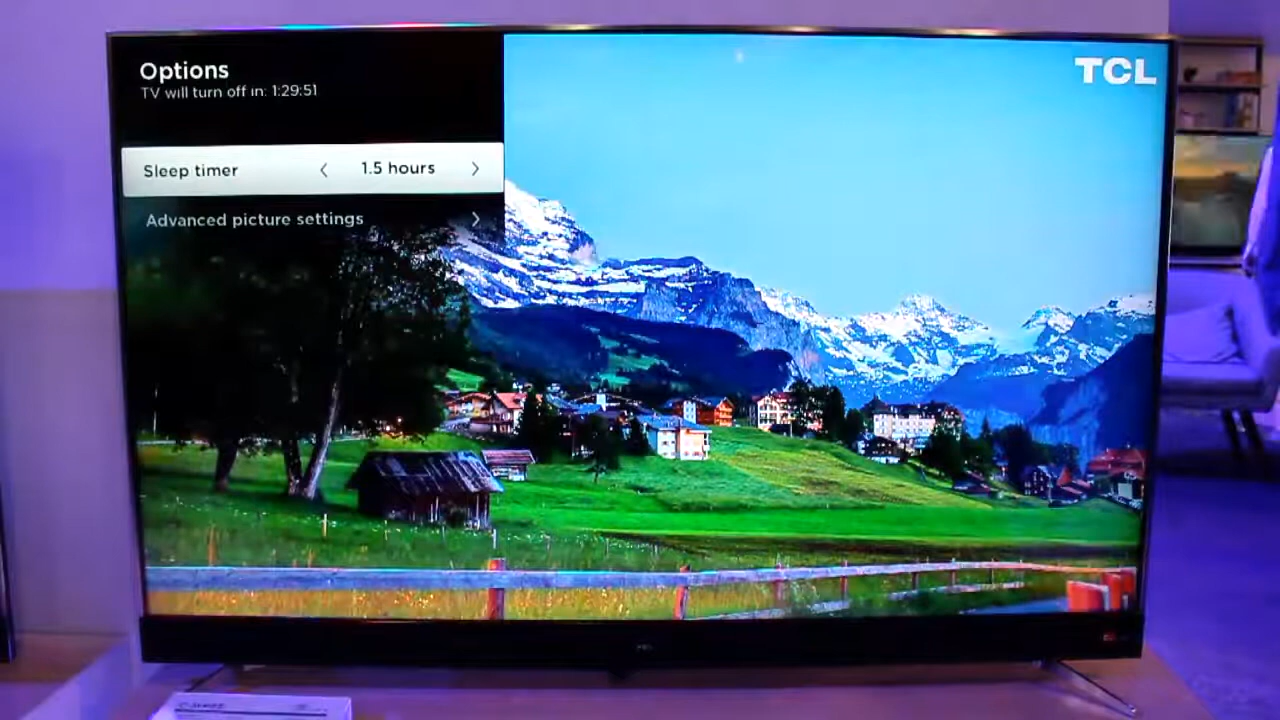 Options
TV will turn off in: 1:29:51
TCL
Sleep timer < 1.5 hours >
Advanced picture settings >